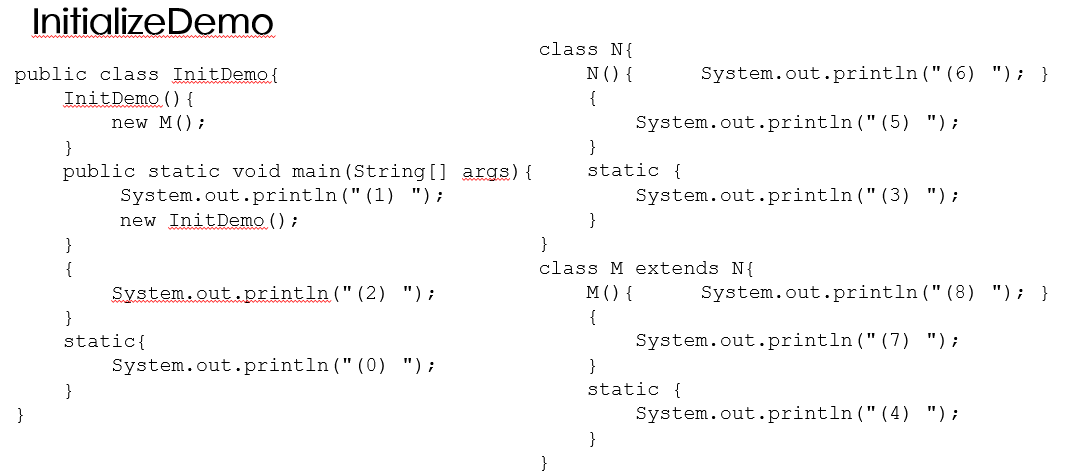 InitializeDemo
public class InitDemo{
    InitDemo(){
        new M();
    }
    public static void main(String[] args){
        System.out.println("(1) ");
        new InitDemo();
    }
    {
        System.out.println("(2) ");
    }
    static{
        System.out.println("(0) ");
    }
}
class N{
    N(){      System.out.println("(6) "); }
    {
        System.out.println("(5) ");
    }
    static {
        System.out.println("(3) ");
    }
}
class M extends N{
    M(){      System.out.println("(8) "); }
    {
        System.out.println("(7) ");
    }
    static {
        System.out.println("(4) ");
    }
}